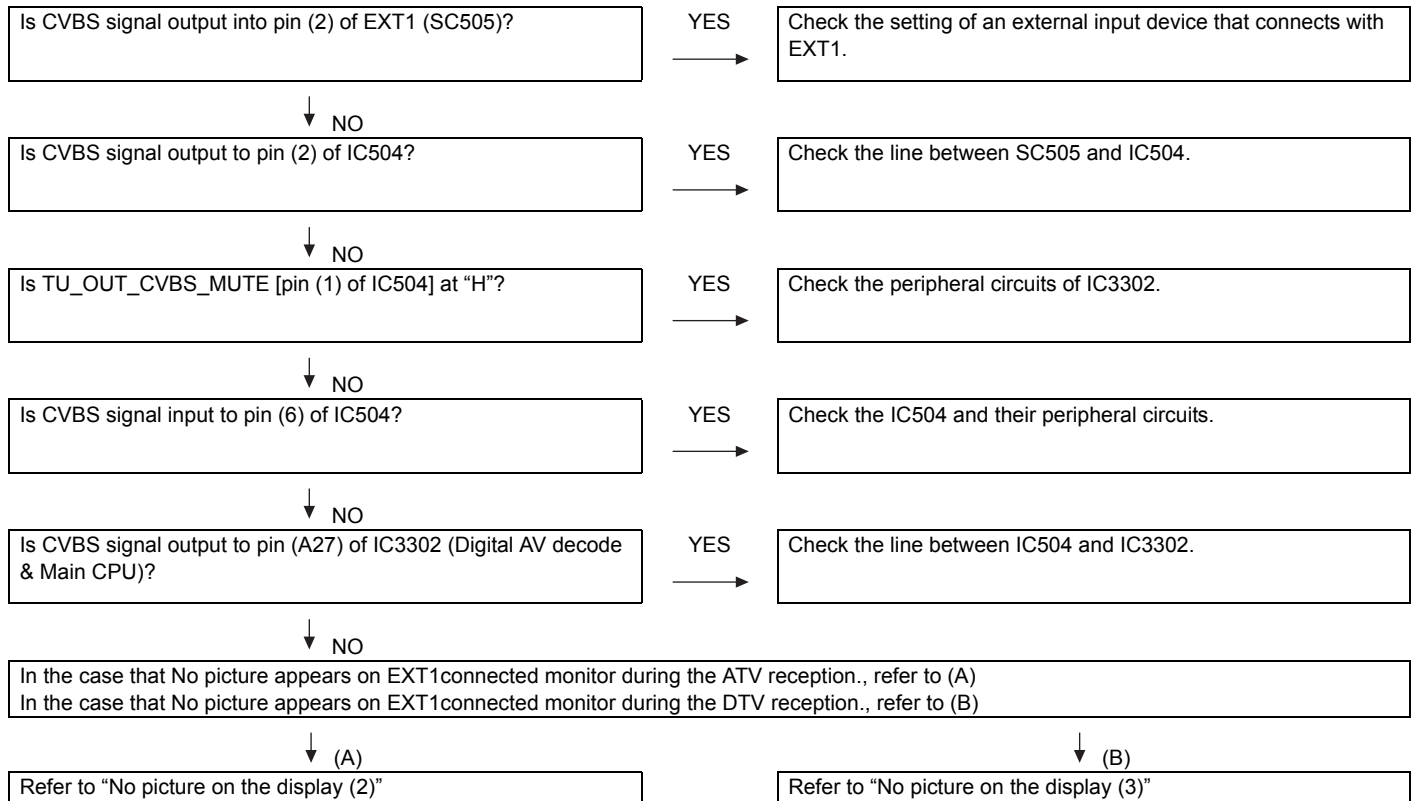 Is CVBS signal output into pin (2) of EXT1 (SC505)?
YES
Check the setting of an external input device that connects with
EXT1.
NO
Is CVBS signal output to pin (2) of IC504?
YES
Check the line between SC505 and IC504.
NO
Is TU_OUT_CVBS_MUTE [pin (1) of IC504] at “H”?
YES
Check the peripheral circuits of IC3302.
NO
Is CVBS signal input to pin (6) of IC504?
YES
Check the IC504 and their peripheral circuits.
NO
Is CVBS signal output to pin (A27) of IC3302 (Digital AV decode
& Main CPU)?
YES
Check the line between IC504 and IC3302.
NO
In the case that No picture appears on EXT1connected monitor during the ATV reception., refer to (A)
In the case that No picture appears on EXT1connected monitor during the DTV reception., refer to (B)
(A)
(B)
Refer to “No picture on the display (2)”
Refer to “No picture on the display (3)”